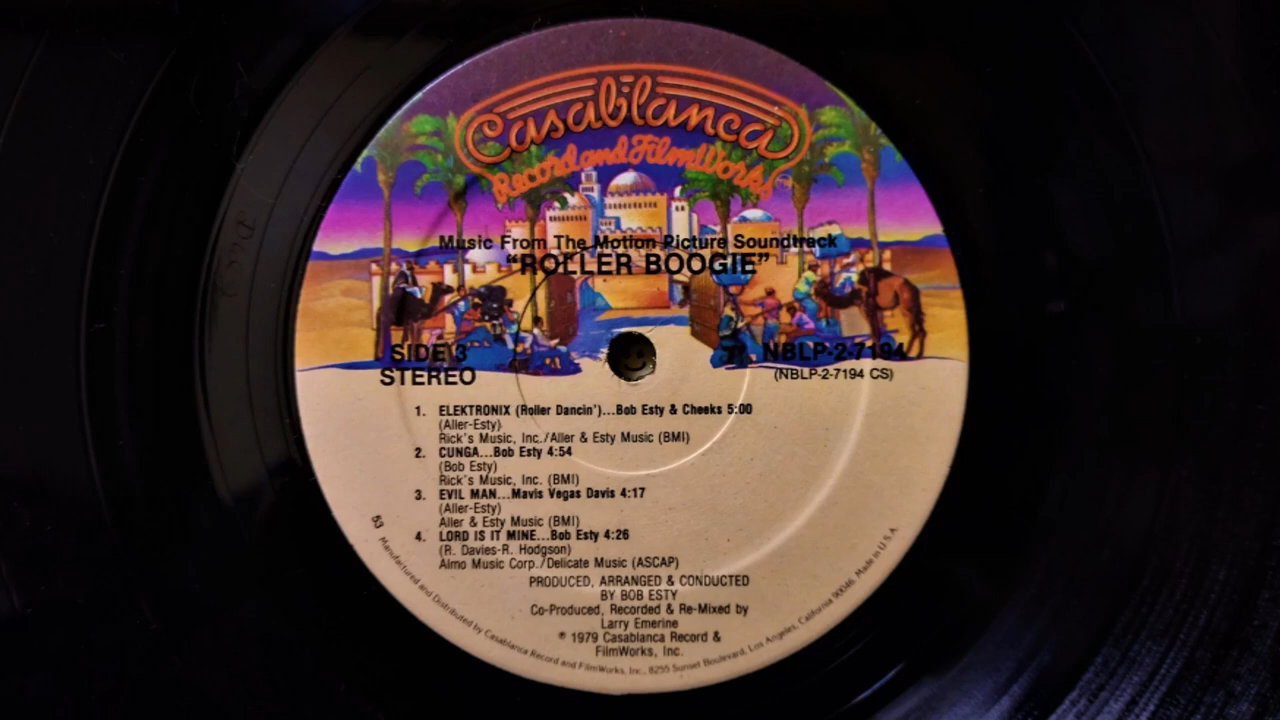 Casablanca
Record and FilmWorks
Music From The Motion Picture Soundtrack
“ROLLER BOOGIE”
SIDE 3
STEREO
NBLP-2-7194
(NBLP-2-7194 CS)
1. ELEKTRONIX (Roller Dancin')...Bob Esty & Cheeks 5:00
(Aller-Esty)
Rick's Music, Inc./Aller & Esty Music (BMI)
2. CUNGA...Bob Esty 4:54
(Bob Esty)
Rick's Music, Inc. (BMI)
3. EVIL MAN...Mavis Vegas Davis 4:17
(Aller-Esty)
Aller & Esty Music (BMI)
4. LORD IS IT MINE...Bob Esty 4:26
(R. Davies-R. Hodgson)
Almo Music Corp./Delicate Music (ASCAP)
PRODUCED, ARRANGED & CONDUCTED
BY BOB ESTY
Co-Produced, Recorded & Re-Mixed by
Larry Emerine
℗ 1979 Casablanca Record &
FilmWorks, Inc.
53 Manufactured and Distributed by Casablanca Record and FilmWorks, Inc., 8255 Sunset Boulevard, Los Angeles, California 90046. Made in U.S.A.